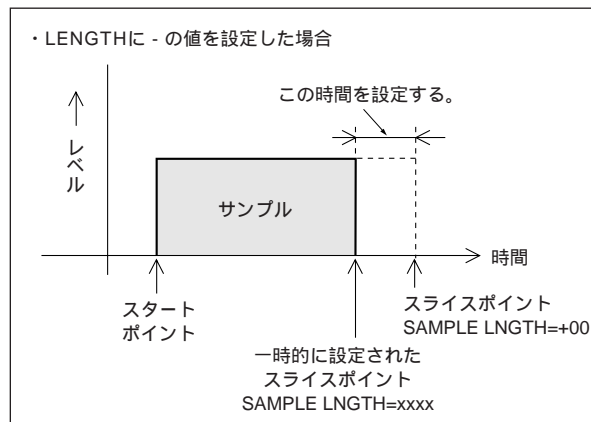 ・LENGTHに - の値を設定した場合
この時間を設定する。
レベル
サンプル
時間
スタート
ポイント
スライスポイント
SAMPLE LNGTH=+00
一時的に設定された
スライスポイント
SAMPLE LNGTH=xxxx